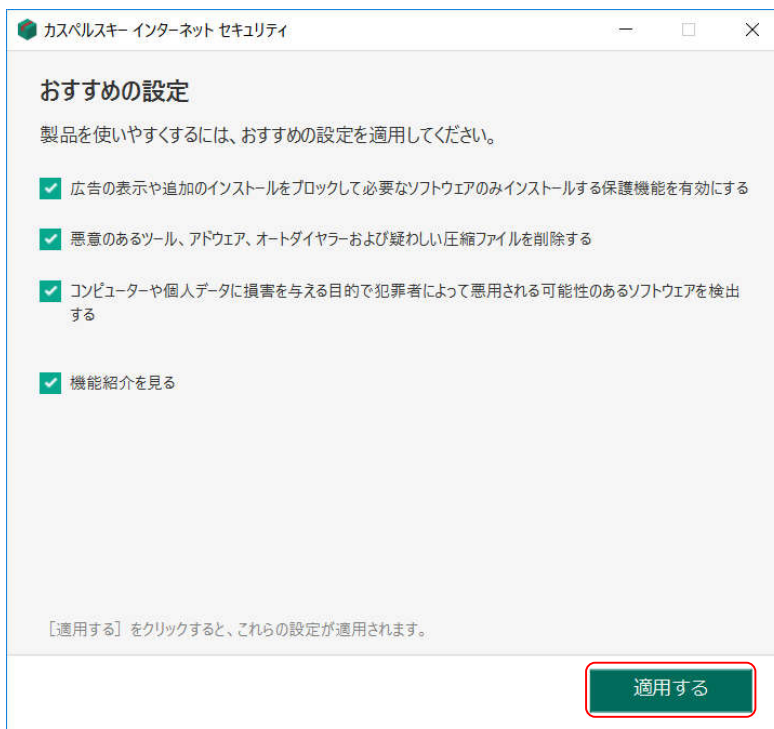 カスペルスキー インターネット セキュリティ
おすすめの設定
製品を使いやすくするには、おすすめの設定を適用してください。
広告の表示や追加のインストールをブロックして必要なソフトウェアのみインストールする保護機能を有効にする
悪意のあるツール、アドウェア、オートダイヤラーおよび疑わしい圧縮ファイルを削除する
コンピューターや個人データに損害を与える目的で犯罪者によって悪用される可能性のあるソフトウェアを検出
する
機能紹介を見る
［適用する］をクリックすると、これらの設定が適用されます。
適用する